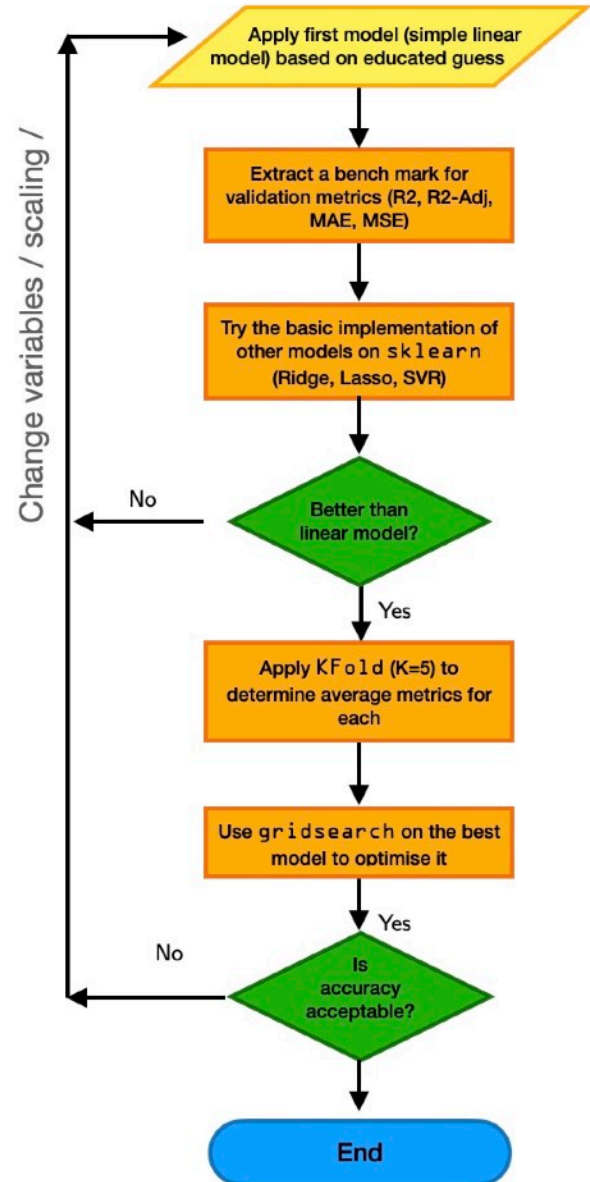 Apply first model (simple linear
model) based on educated guess
Extract a bench mark for
validation metrics (R2, R2-Adj,
MAE, MSE)
Try the basic implementation of
other models on sklearn
(Ridge, Lasso, SVR)
Better than
linear model?
No
Yes
Apply KFold (K=5) to
determine average metrics for
each
Use gridsearch on the best
model to optimise it
Yes
Is
accuracy
acceptable?
No
End
Change variables / scaling /